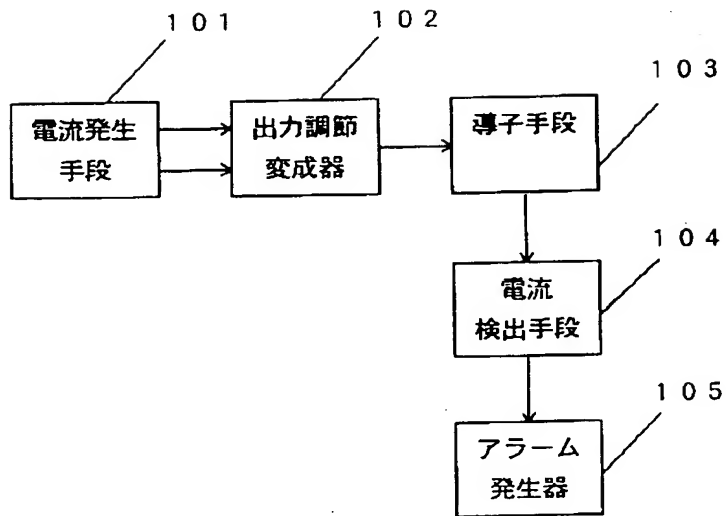 １０１
１０２
１０３
電流発生
手段
出力調節
変成器
導子手段
１０４
電流
検出手段
１０５
アラーム
発生器